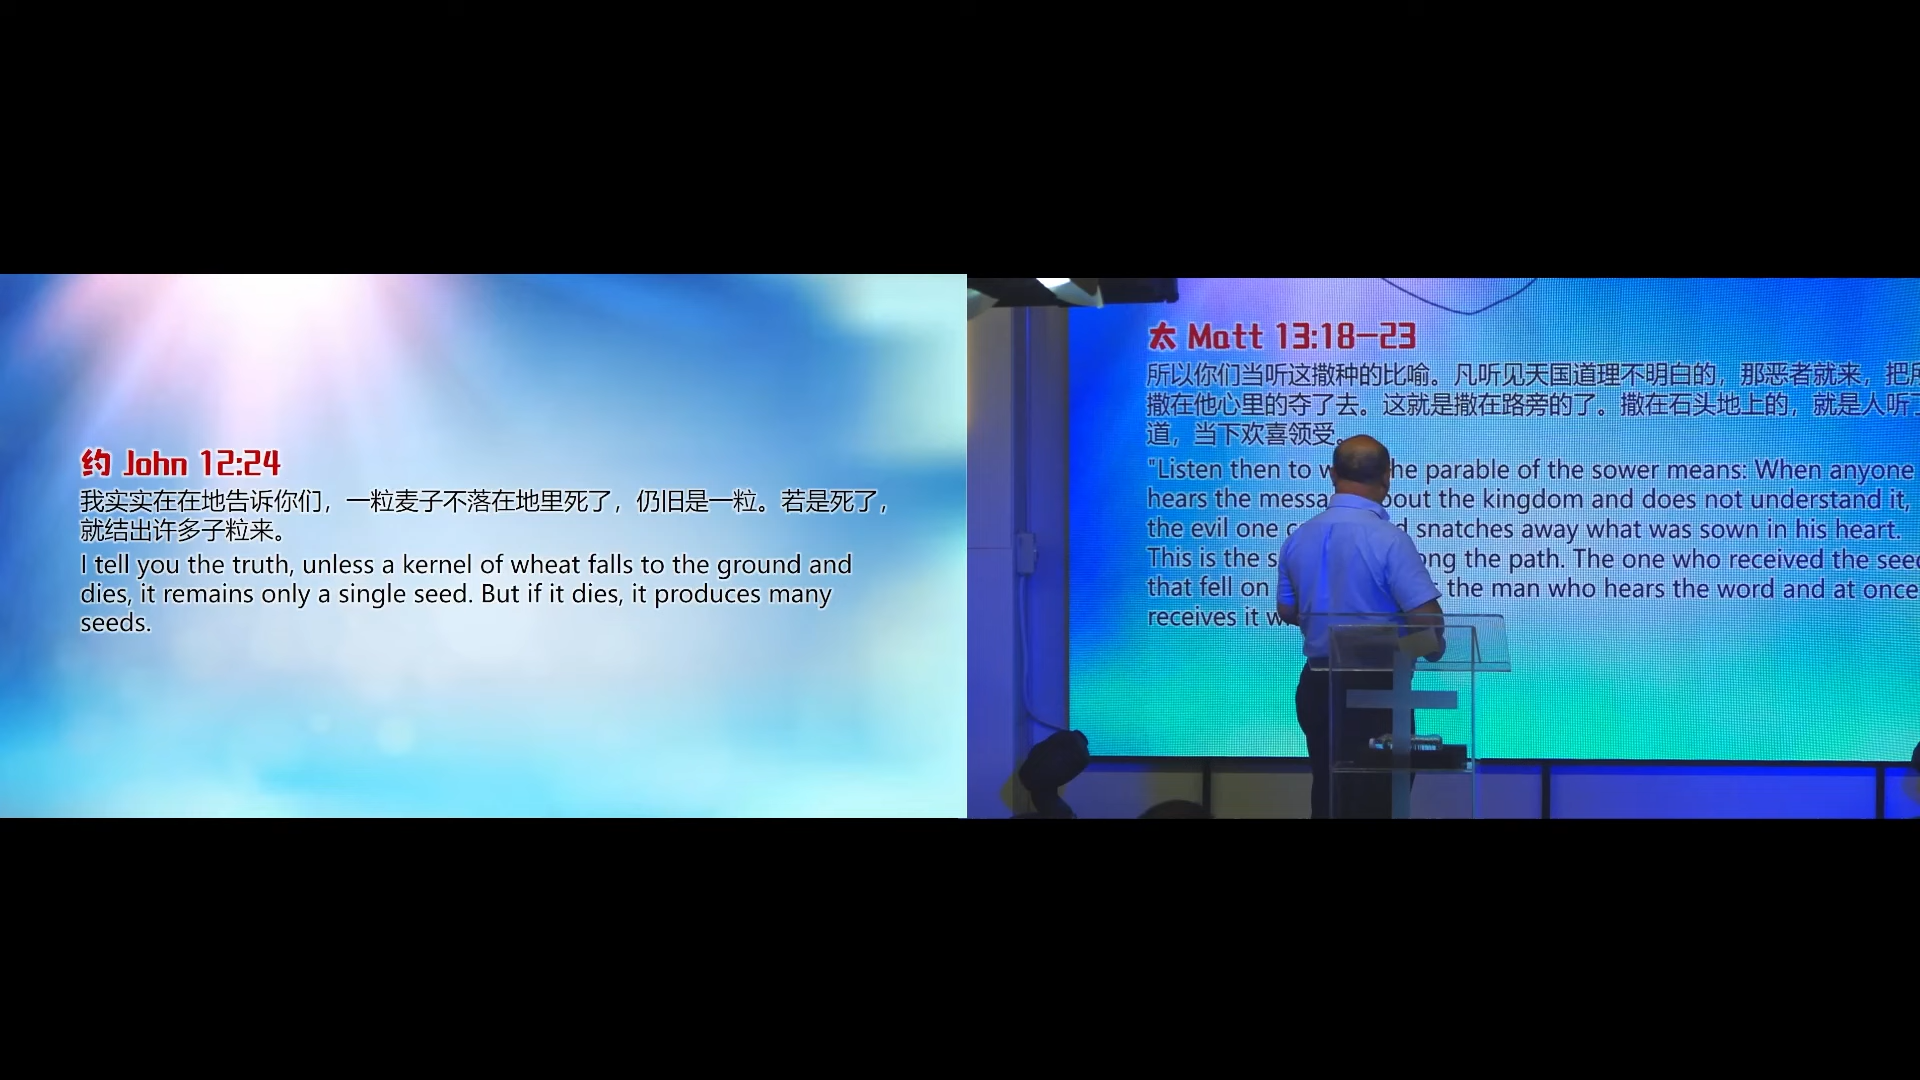 约 John 12:24
我实实在在地告诉你们，一粒麦子不落在地里死了，仍旧是一粒。若是死了，
就结出许多子粒来。
I tell you the truth, unless a kernel of wheat falls to the ground and
dies, it remains only a single seed. But if it dies, it produces many
seeds.
太 Matt 13:18-23
所以你们当听这撒种的比喻。凡听见天国道理不明白的，那恶者就来，把
撒在他心里的夺了去。这就是撒在路旁的了。撒在石头地上的，就是人听了
道，当下欢喜领受。
"Listen then to the parable of the sower means: When anyone
hears the about the kingdom and does not understand it,
the evil one snatches away what was sown in his heart.
This is the the path. The one who received the seed
that fell on the man who hears the word and at once
receives it